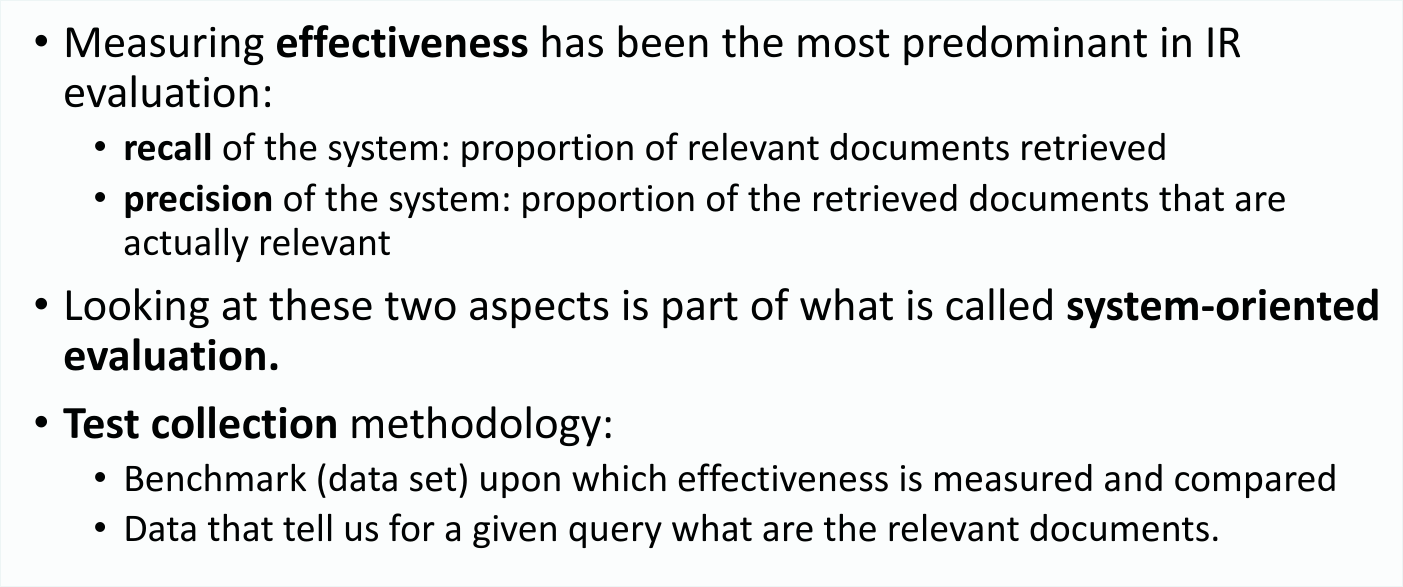 • Measuring effectiveness has been the most predominant in IR
evaluation:
• recall of the system: proportion of relevant documents retrieved
• precision of the system: proportion of the retrieved documents that are
actually relevant
• Looking at these two aspects is part of what is called system-oriented
evaluation.
• Test collection methodology:
• Benchmark (data set) upon which effectiveness is measured and compared
• Data that tell us for a given query what are the relevant documents.